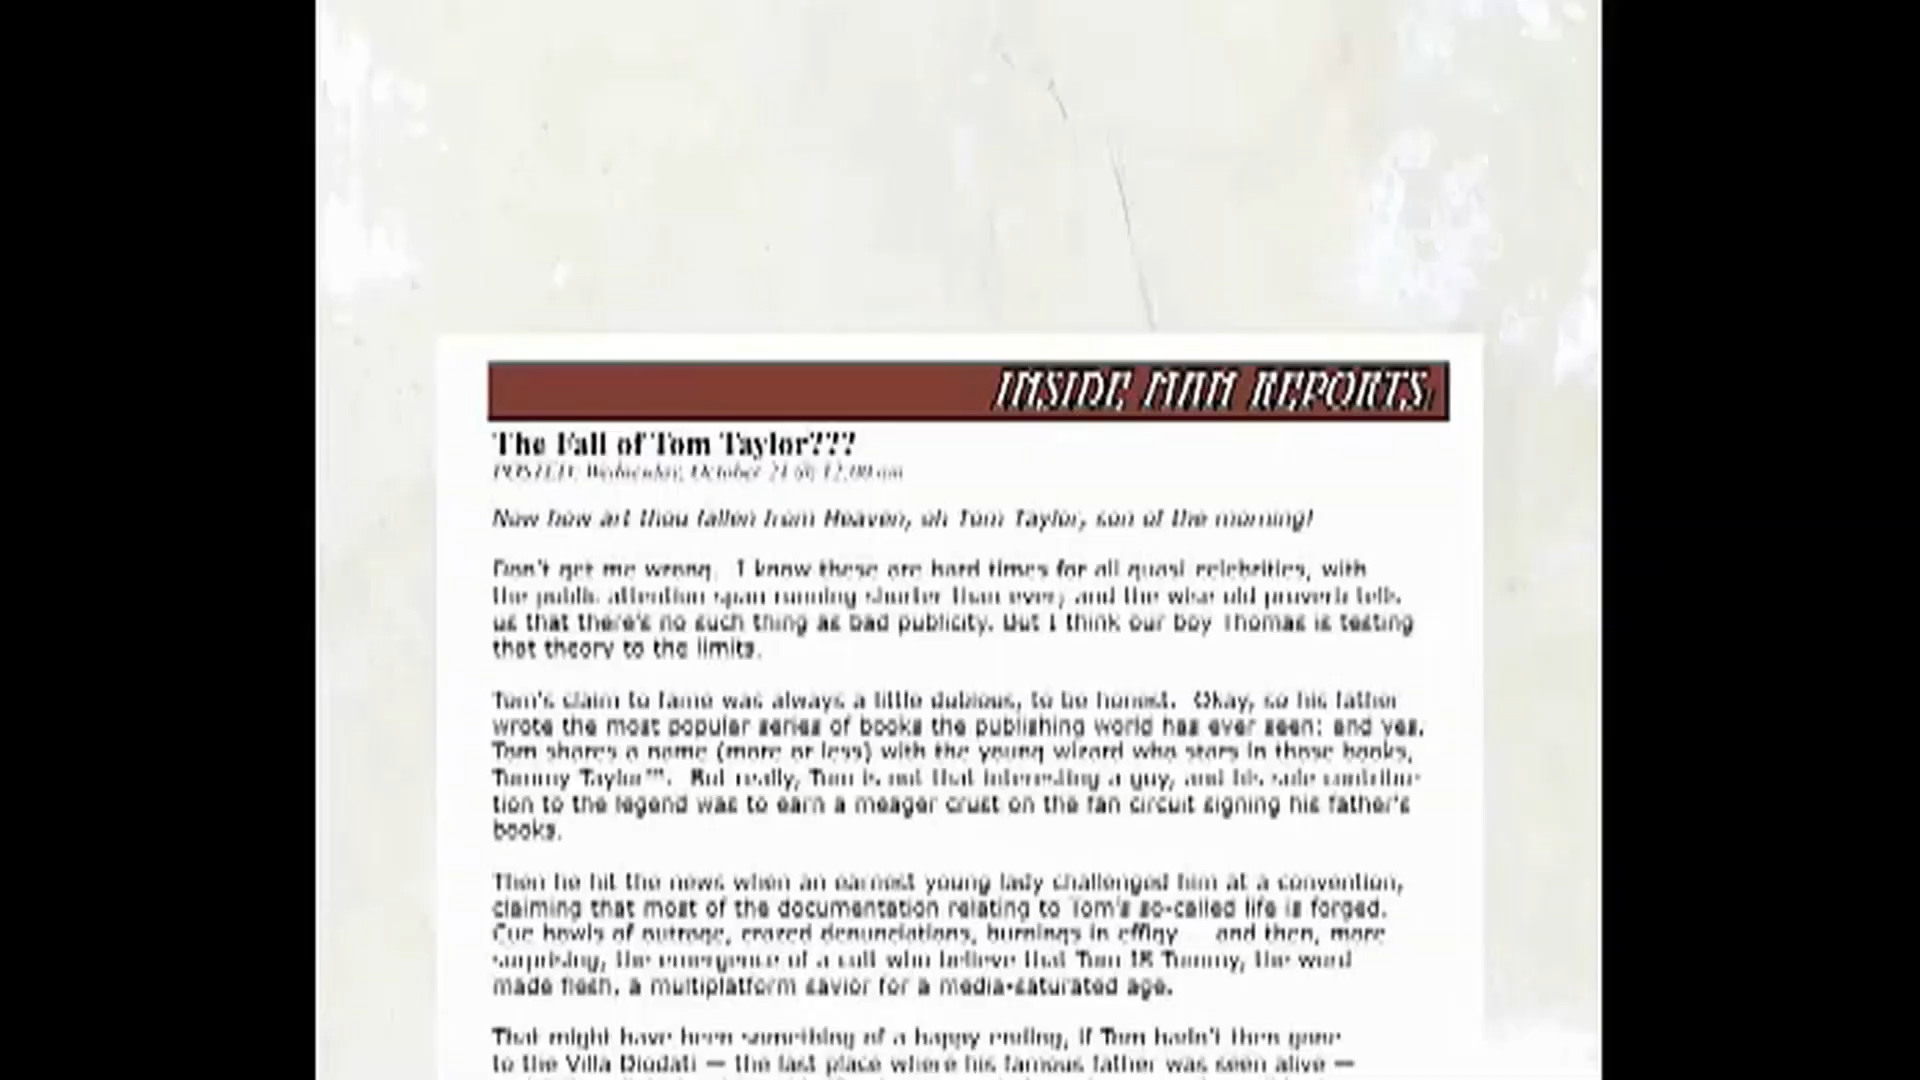 INSIDE MAN REPORTS
The Fall of Tom Taylor???
POSTED: Wednesday, October 21 @ 12:00 am
Now how art thou fallen from Heaven, oh Tom Taylor, son of the morning!
Don't get me wrong. I know these are hard times for all quasi celebrities, with
the public attention span running shorter than ever; and the wise old proverb tells
us that there's no such thing as bad publicity. But I think our boy Thomas is testing
that theory to the limits.
Tom's claim to fame was always a little dubious, to be honest. Okay, so his father
wrote the most popular series of books the publishing world has ever seen; and yes,
Tom shares a name (more or less) with the young wizard who stars in those books,
Tommy Taylor™. But really, Tom is not that interesting a guy, and his sole contribu-
tion to the legend was to earn a meager crust on the fan circuit signing his father's
books.
Then he hit the news when an earnest young lady challenged him at a convention,
claiming that most of the documentation relating to Tom's so-called life is forged.
Cue howls of outrage, crazed denunciations, burnings in effigy and then, more
surprising, the emergence of a cult who believe that Tom IS Tommy, the word
made flesh, a multiplatform savior for a media-saturated age.
That might have been something of a happy ending, if Tom hadn't then gone
to the Villa Diodati — the last place where his famous father was seen alive —